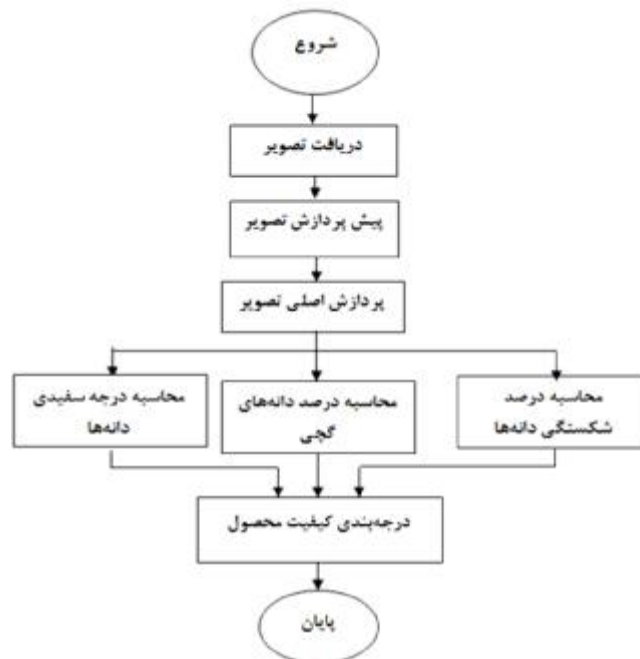 شروع
دریافت تصویر
پیش پردازش تصویر
پردازش اصلی تصویر
محاسبه درصد
شکستگی دانه‌ها
محاسبه درصد دانه‌های
گچی
محاسبه درجه سفیدی
دانه‌ها
درجه‌بندی کیفیت محصول
پایان